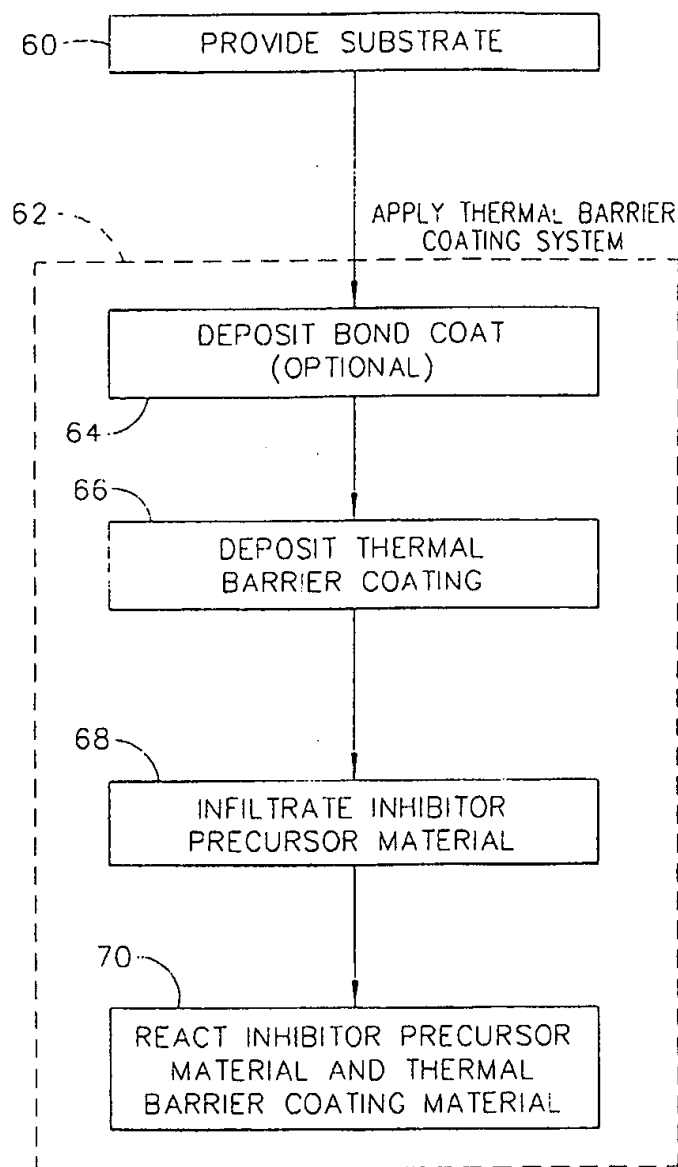 60
PROVIDE SUBSTRATE
62
APPLY THERMAL BARRIER
COATING SYSTEM
DEPOSIT BOND COAT
(OPTIONAL)
64
66
DEPOSIT THERMAL
BARRIER COATING
68
INFILTRATE INHIBITOR
PRECURSOR MATERIAL
70
REACT INHIBITOR PRECURSOR
MATERIAL AND THERMAL
BARRIER COATING MATERIAL